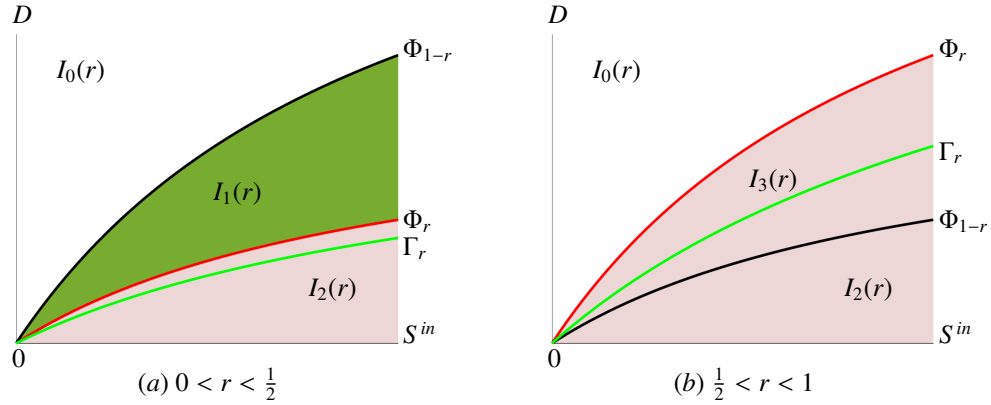 D
I₀(r)
Φ₁₋ᵣ
I₁(r)
Φᵣ
Γᵣ
I₂(r)
Sⁱⁿ
0
(a) 0 < r < 1/2
D
I₀(r)
Φᵣ
Γᵣ
I₃(r)
Φ₁₋ᵣ
I₂(r)
Sⁱⁿ
0
(b) 1/2 < r < 1